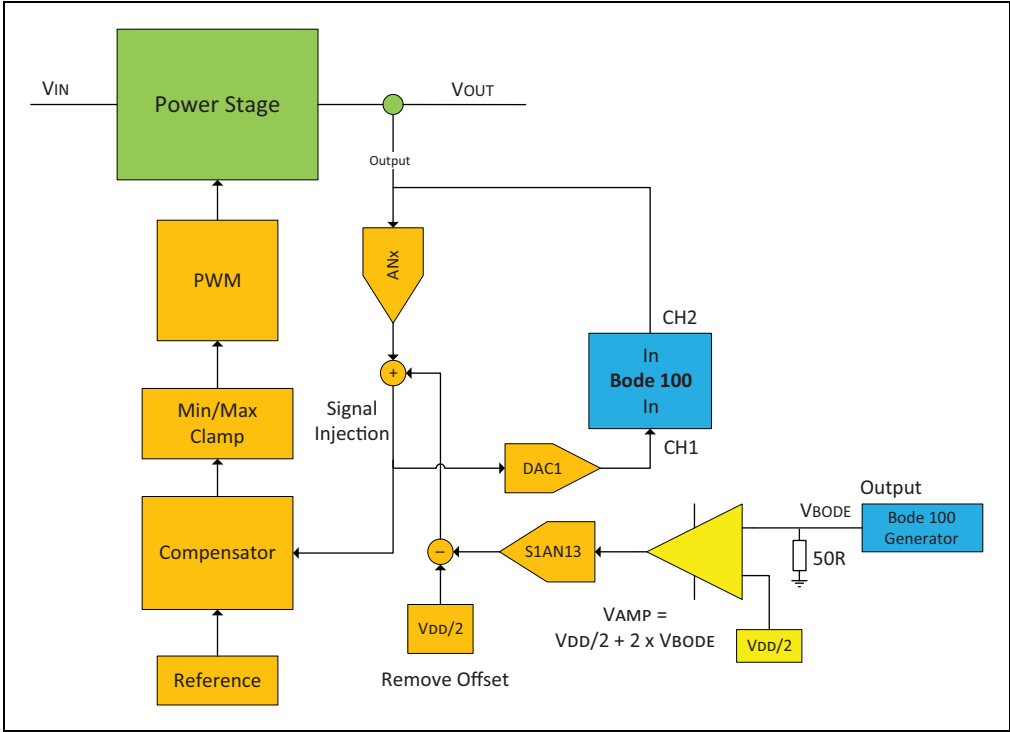 VIN
Power Stage
VOUT
Output
ANx
PWM
CH2
In
Bode 100
In
CH1
+
Signal
Injection
Min/Max
Clamp
DAC1
Output
VBODE
Bode 100
Generator
Compensator
−
S1AN13
50R
VAMP =
VDD/2 + 2 x VBODE
VDD/2
VDD/2
Reference
Remove Offset